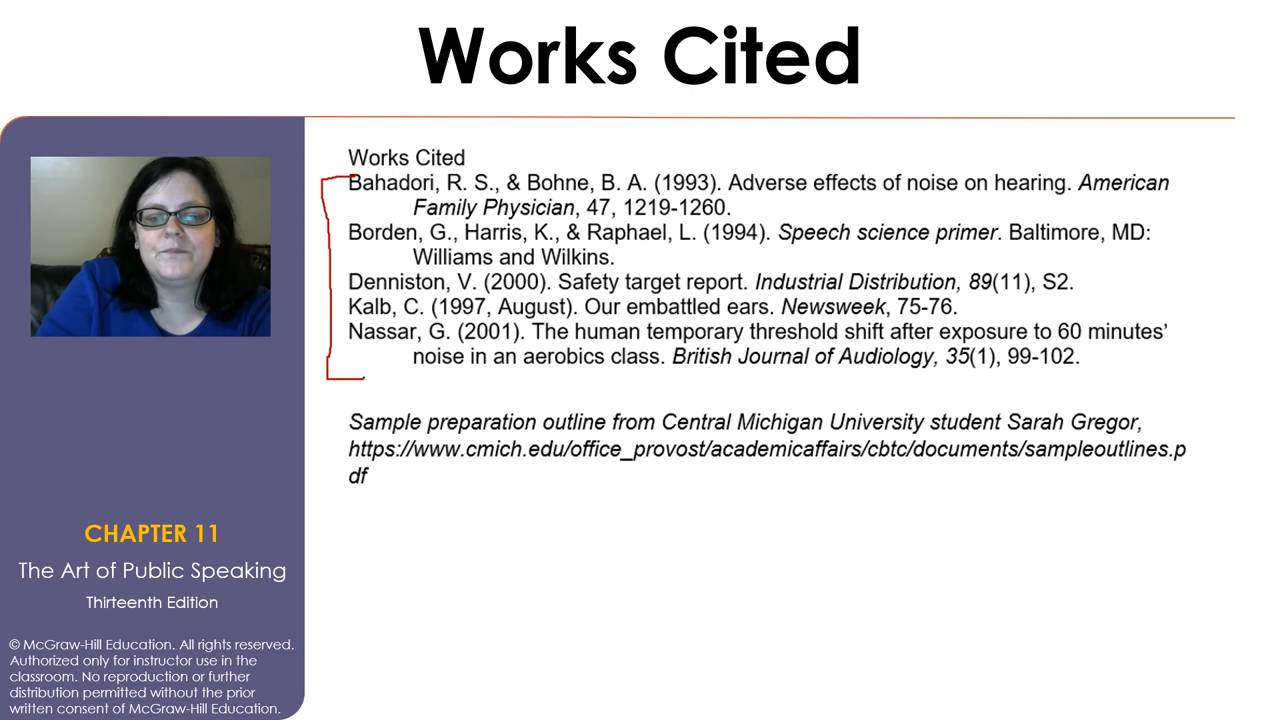 Works Cited
Works Cited
Bahadori, R. S., & Bohne, B. A. (1993). Adverse effects of noise on hearing. American
Family Physician, 47, 1219-1260.
Borden, G., Harris, K., & Raphael, L. (1994). Speech science primer. Baltimore, MD:
Williams and Wilkins.
Denniston, V. (2000). Safety target report. Industrial Distribution, 89(11), S2.
Kalb, C. (1997, August). Our embattled ears. Newsweek, 75-76.
Nassar, G. (2001). The human temporary threshold shift after exposure to 60 minutes’
noise in an aerobics class. British Journal of Audiology, 35(1), 99-102.
Sample preparation outline from Central Michigan University student Sarah Gregor,
https://www.cmich.edu/office_provost/academicaffairs/cbtc/documents/sampleoutlines.p
df
CHAPTER 11
The Art of Public Speaking
Thirteenth Edition
© McGraw-Hill Education. All rights reserved.
Authorized only for instructor use in the
classroom. No reproduction or further
distribution permitted without the prior
written consent of McGraw-Hill Education.